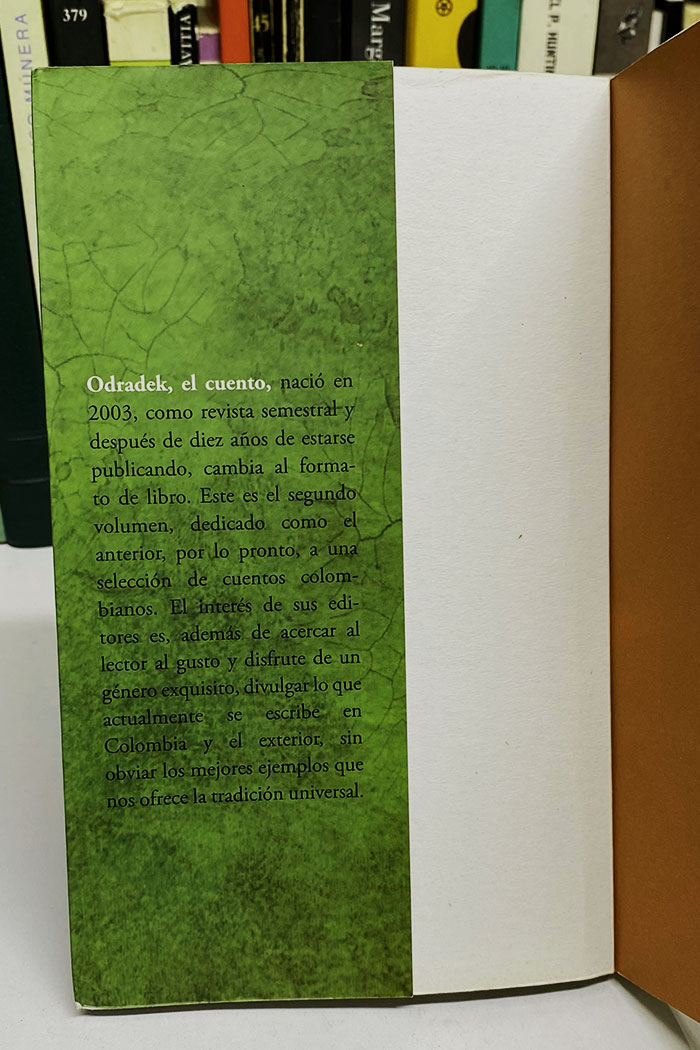 MÚNERA
379
45
Marg
L P. HUNTIN
Odradek, el cuento, nació en
2003, como revista semestral y
después de diez años de estarse
publicando, cambia al forma-
to de libro. Este es el segundo
volumen, dedicado como el
anterior, por lo pronto, a una
selección de cuentos colom-
bianos. El interés de sus edi-
tores es, además de acercar al
lector al gusto y disfrute de un
género exquisito, divulgar lo que
actualmente se escribe en
Colombia y el exterior, sin
obviar los mejores ejemplos que
nos ofrece la tradición universal.